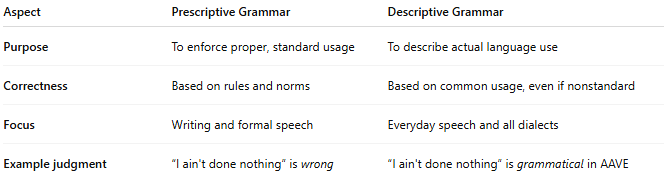 Aspect Prescriptive Grammar Descriptive Grammar
Purpose To enforce proper, standard usage To describe actual language use
Correctness Based on rules and norms Based on common usage, even if nonstandard
Focus Writing and formal speech Everyday speech and all dialects
Example judgment “I ain't done nothing” is wrong “I ain't done nothing” is grammatical in AAVE